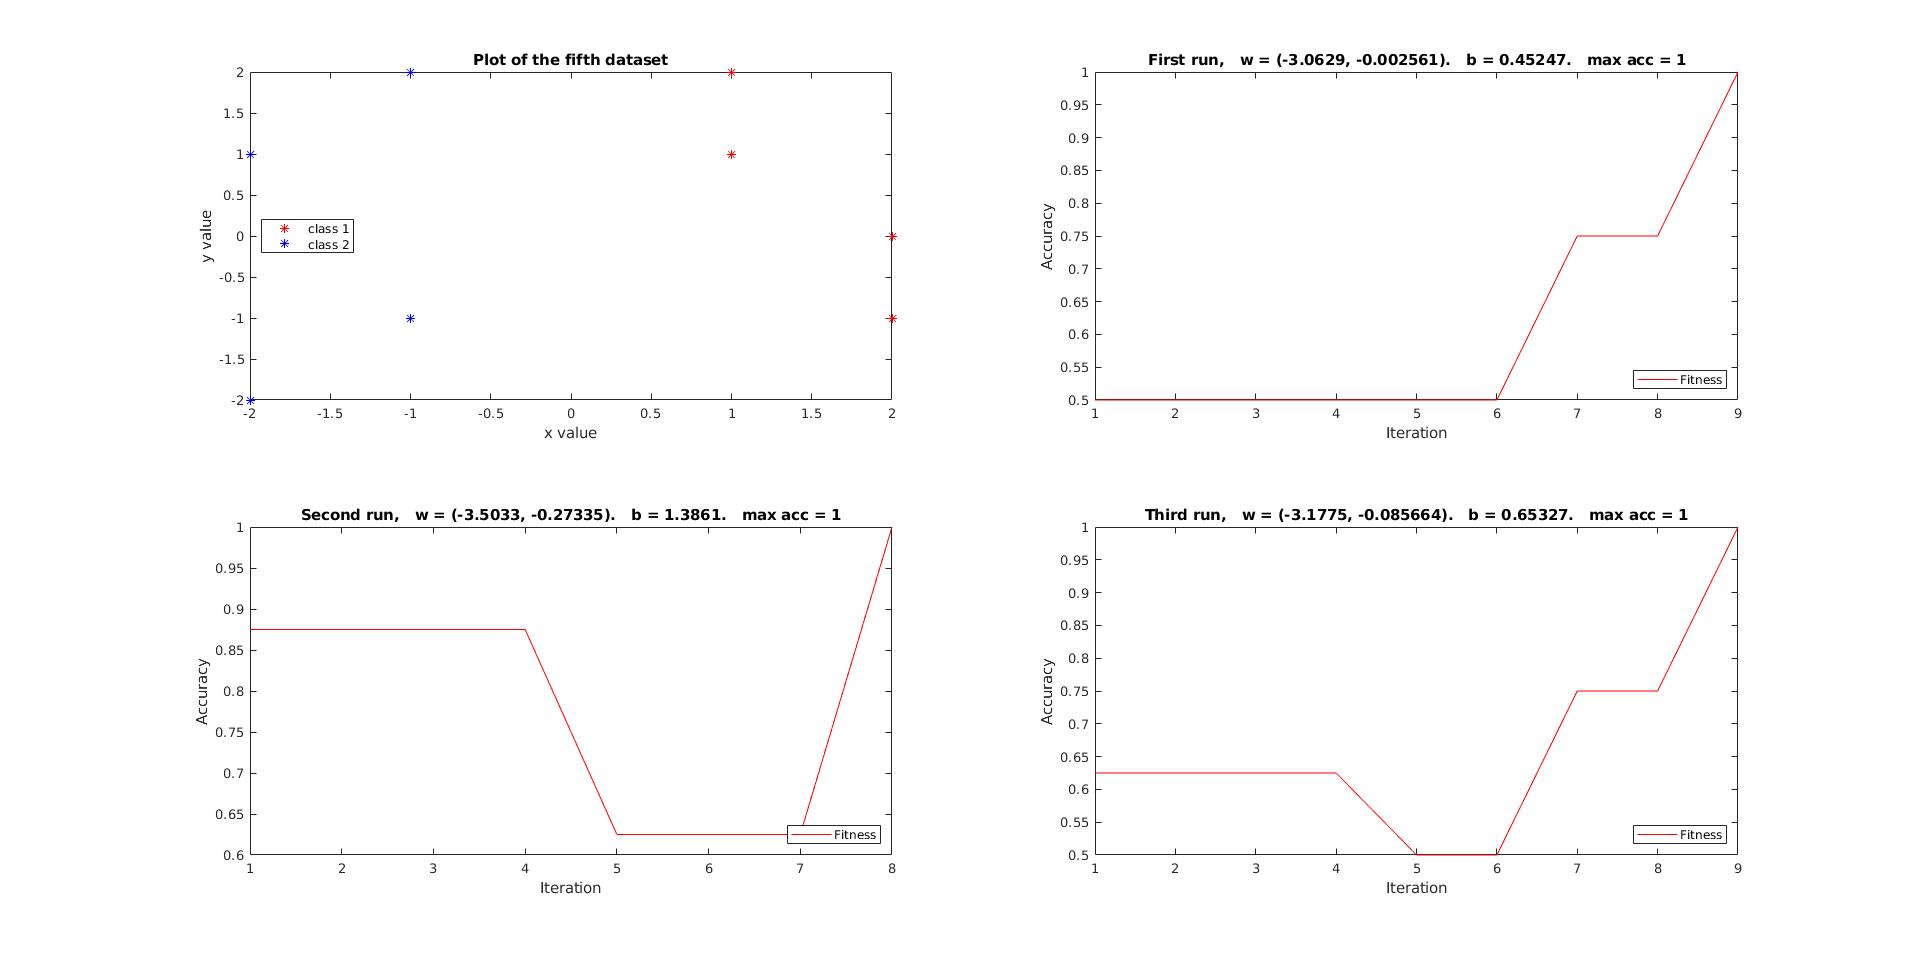 Plot of the fifth dataset
2
1.5
1
0.5
0
-0.5
-1
-1.5
-2
y value
class 1
class 2
-2 -1.5 -1 -0.5 0 0.5 1 1.5 2
x value
First run, w = (-3.0629, -0.002561). b = 0.45247. max acc = 1
1
0.95
0.9
0.85
0.8
0.75
0.7
0.65
0.6
0.55
0.5
Accuracy
Fitness
1 2 3 4 5 6 7 8 9
Iteration
Second run, w = (-3.5033, -0.27335). b = 1.3861. max acc = 1
1
0.95
0.9
0.85
0.8
0.75
0.7
0.65
0.6
Accuracy
Fitness
1 2 3 4 5 6 7 8
Iteration
Third run, w = (-3.1775, -0.085664). b = 0.65327. max acc = 1
1
0.95
0.9
0.85
0.8
0.75
0.7
0.65
0.6
0.55
0.5
Accuracy
Fitness
1 2 3 4 5 6 7 8 9
Iteration